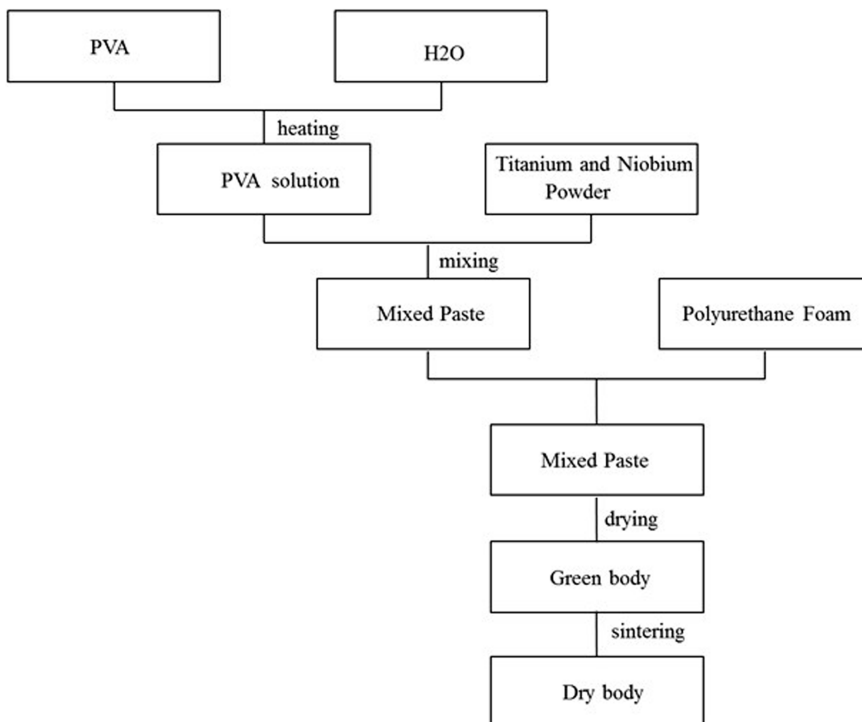 PVA
H2O
heating
PVA solution
Titanium and Niobium
Powder
mixing
Mixed Paste
Polyurethane Foam
Mixed Paste
drying
Green body
sintering
Dry body